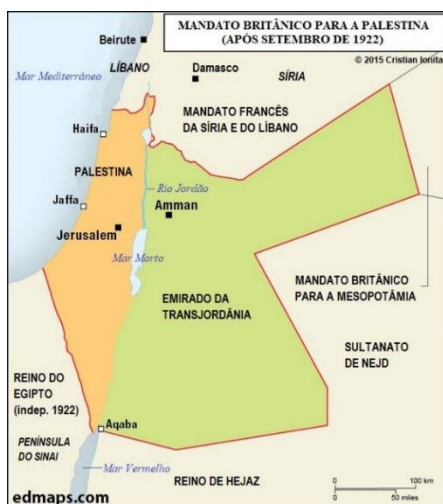 MANDATO BRITÂNICO PARA A PALESTINA
(APÓS SETEMBRO DE 1922)
© 2015 Cristian Ionita
Beirute
Mar Mediterrâneo
LÍBANO
Damasco
SÍRIA
MANDATO FRANCÊS
DA SÍRIA E DO LÍBANO
Haifa
PALESTINA
Rio Jordão
Jaffa
Amman
Jerusalem
Mar Morto
MANDATO BRITÂNICO
PARA A MESOPOTÂMIA
EMIRADO DA
TRANSJORDÂNIA
SULTANATO
DE NEJD
REINO DO
EGIPTO
(indep. 1922)
Aqaba
PENÍNSULA
DO SINAI
Mar Vermelho
REINO DE HEJAZ
0 100 km
0 50 miles
edmaps.com